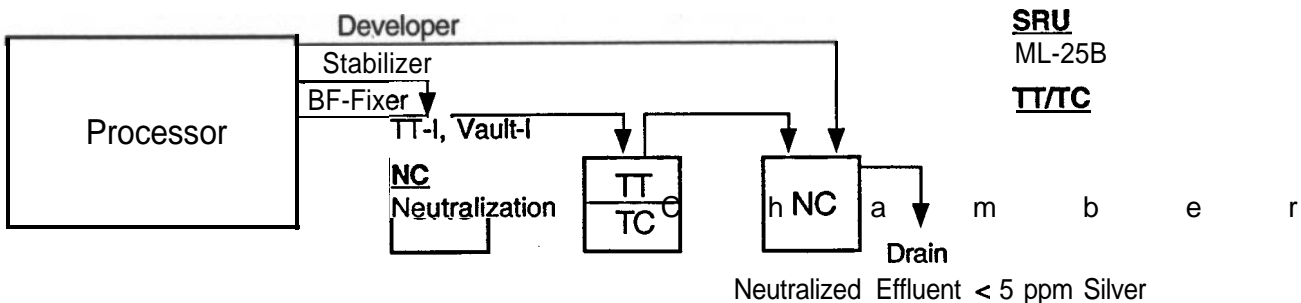 Developer
SRU
ML-25B
Stabilizer
BF-Fixer
TT/TC
Processor
TT-I, Vault-I
NC
Neutralization C h a m b e r
TT
TC
NC
Drain
Neutralized Effluent < 5 ppm Silver